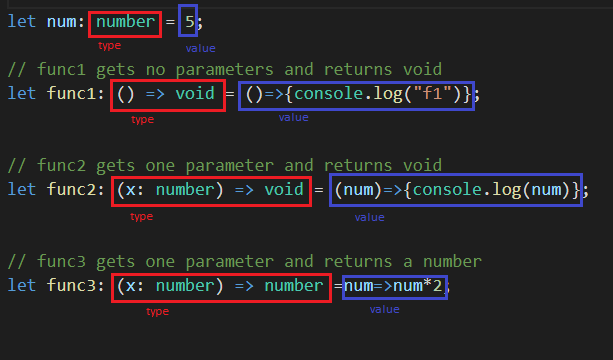 let num: number = 5;
type value
// func1 gets no parameters and returns void
let func1: () => void = ()=>{console.log("f1")};
type value
// func2 gets one parameter and returns void
let func2: (x: number) => void = (num)=>{console.log(num)};
type value
// func3 gets one parameter and returns a number
let func3: (x: number) => number =num=>num*2;
type value